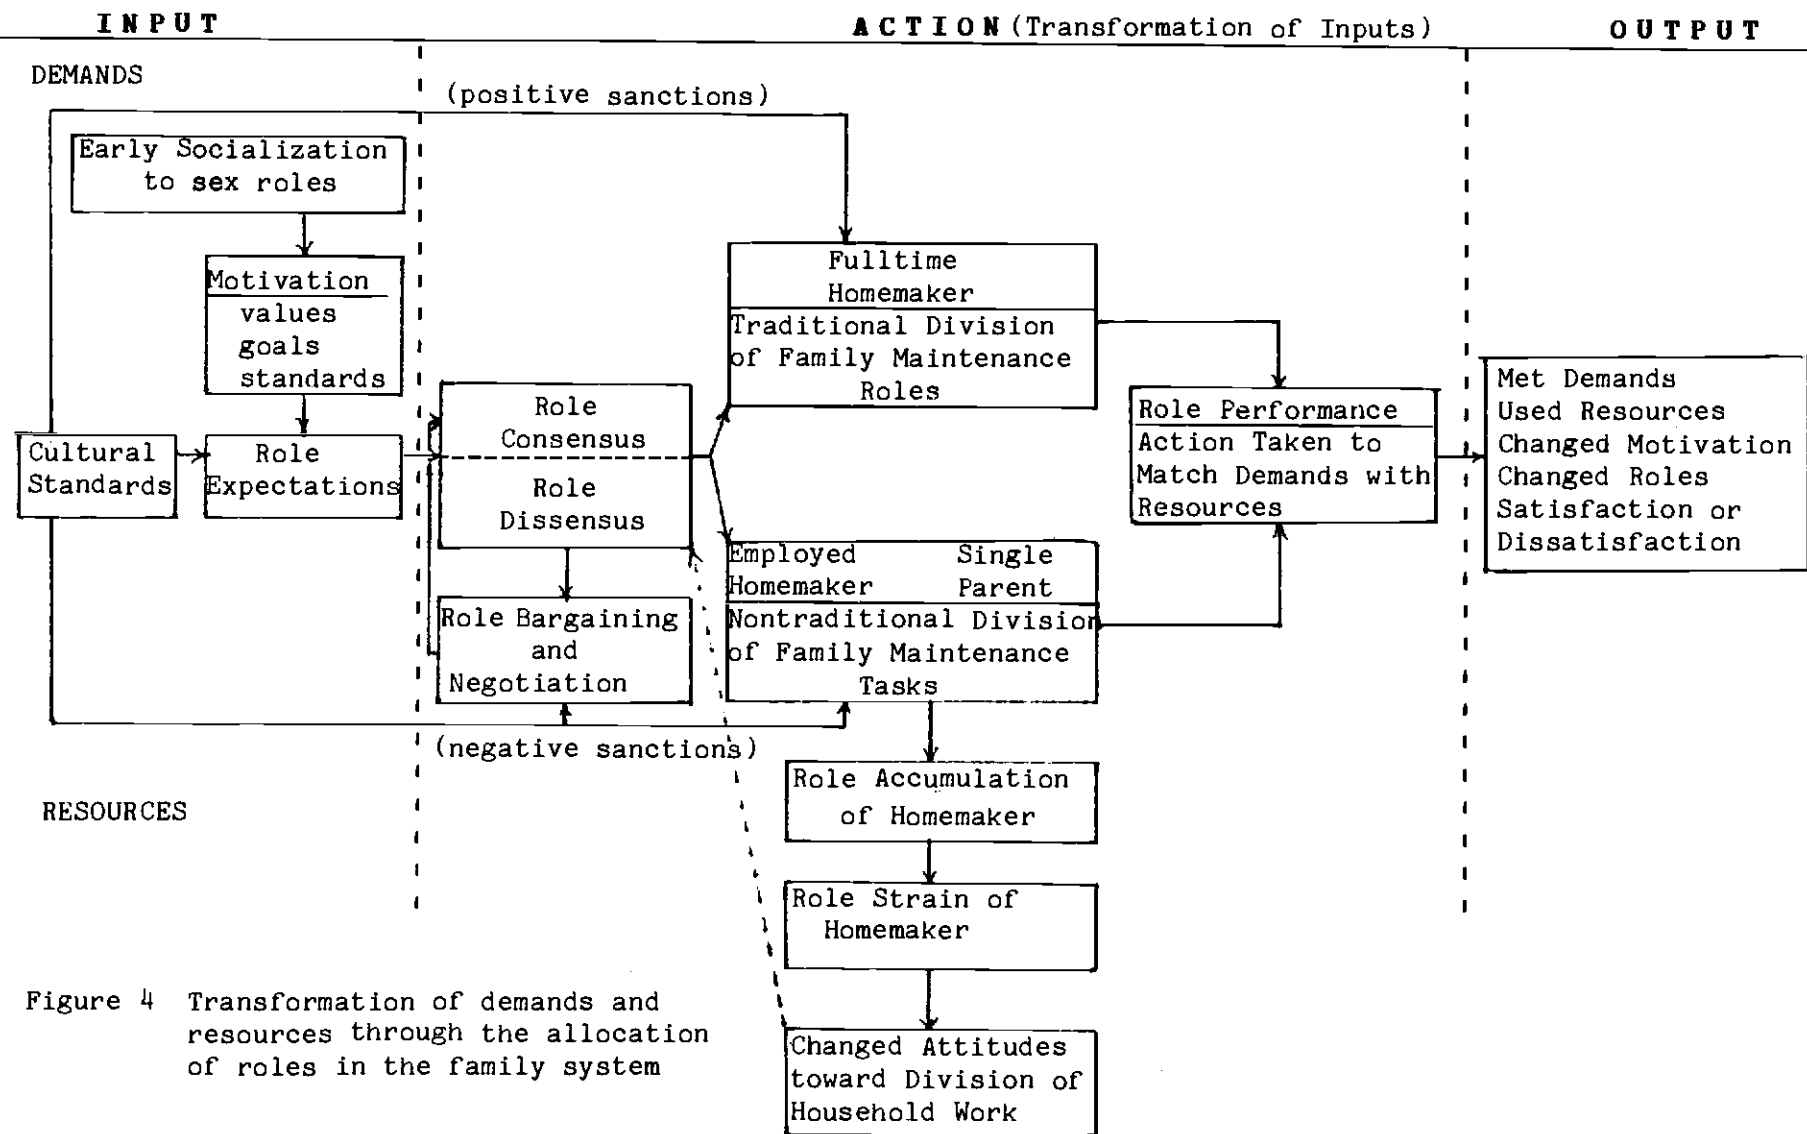 INPUT
ACTION (Transformation of Inputs)
OUTPUT
DEMANDS
(positive sanctions)
Early Socialization
to sex roles
Motivation
values
goals
standards
Cultural
Standards
Role
Expectations
Role
Consensus
Role
Dissensus
Role Bargaining
and
Negotiation
Fulltime
Homemaker
Traditional Division
of Family Maintenance
Roles
Employed Single
Homemaker Parent
Nontraditional Division
of Family Maintenance
Tasks
(negative sanctions)
Role Performance
Action Taken to
Match Demands with
Resources
Met Demands
Used Resources
Changed Motivation
Changed Roles
Satisfaction or
Dissatisfaction
RESOURCES
Role Accumulation
of Homemaker
Role Strain of
Homemaker
Changed Attitudes
toward Division of
Household Work
Figure 4 Transformation of demands and
resources through the allocation
of roles in the family system